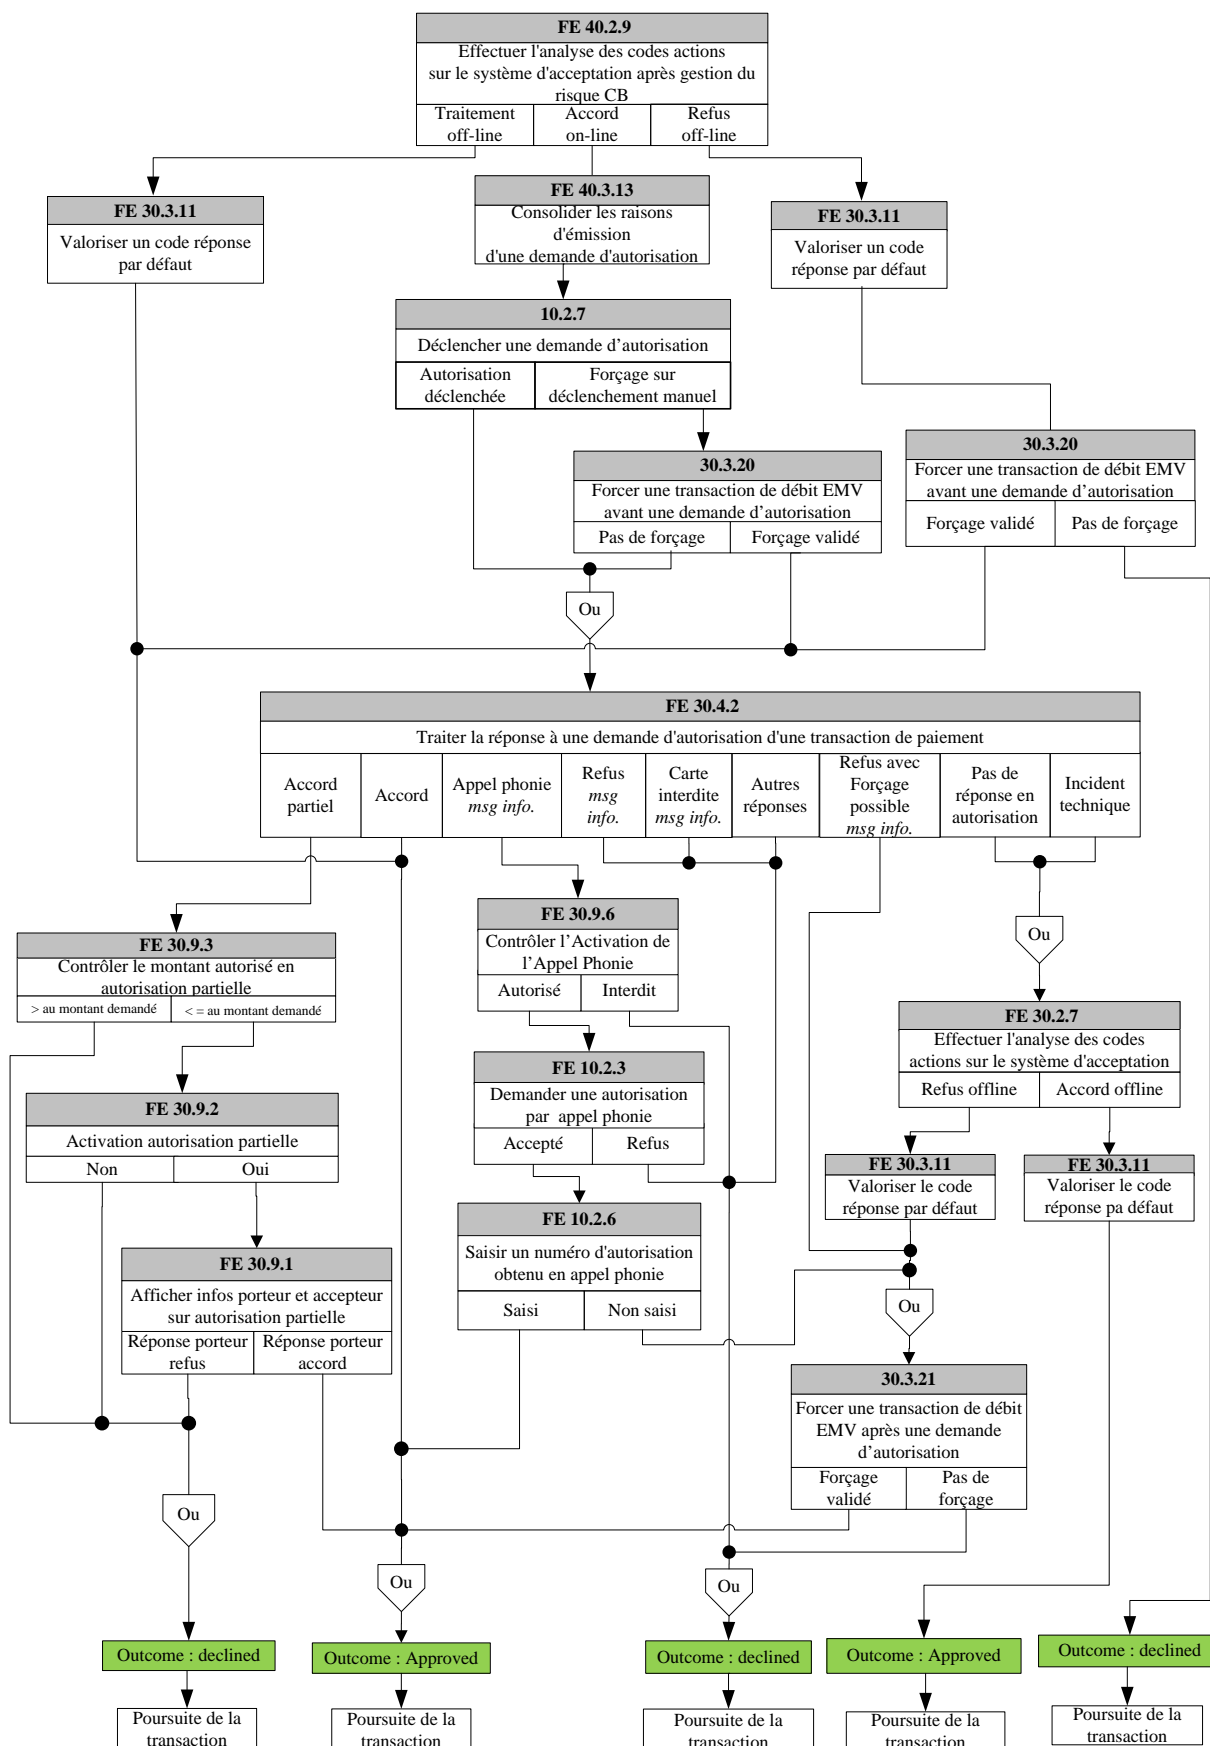 FE 40.2.9
Effectuer l'analyse des codes actions
sur le système d'acceptation après gestion du
risque CB
Traitement
off-line
Accord
on-line
Refus
off-line
FE 30.3.11
Valoriser un code réponse
par défaut
FE 40.3.13
Consolider les raisons
d'émission
d'une demande d'autorisation
FE 30.3.11
Valoriser un code
réponse par défaut
10.2.7
Déclencher une demande d’autorisation
Autorisation
déclenchée
Forçage sur
déclenchement manuel
30.3.20
Forcer une transaction de débit EMV
avant une demande d’autorisation
Pas de forçage
Forçage validé
30.3.20
Forcer une transaction de débit EMV
avant une demande d’autorisation
Forçage validé
Pas de forçage
Ou
FE 30.4.2
Traiter la réponse à une demande d'autorisation d'une transaction de paiement
Accord
partiel
Accord
Appel phonie
msg info.
Refus
msg
info.
Carte
interdite
msg info.
Autres
réponses
Refus avec
Forçage
possible
msg info.
Pas de
réponse en
autorisation
Incident
technique
FE 30.9.3
Contrôler le montant autorisé en
autorisation partielle
> au montant demandé
< = au montant demandé
FE 30.9.6
Contrôler l’Activation de
l’Appel Phonie
Autorisé
Interdit
Ou
FE 30.2.7
Effectuer l'analyse des codes
actions sur le système d'acceptation
Refus offline
Accord offline
FE 30.9.2
Activation autorisation partielle
Non
Oui
FE 10.2.3
Demander une autorisation
par appel phonie
Accepté
Refus
FE 30.3.11
Valoriser le code
réponse par défaut
FE 30.3.11
Valoriser le code
réponse pa défaut
FE 30.9.1
Afficher infos porteur et accepteur
sur autorisation partielle
Réponse porteur
refus
Réponse porteur
accord
FE 10.2.6
Saisir un numéro d'autorisation
obtenu en appel phonie
Saisi
Non saisi
Ou
30.3.21
Forcer une transaction de débit
EMV après une demande
d’autorisation
Forçage
validé
Pas de
forçage
Ou
Ou
Ou
Outcome : declined
Outcome : Approved
Outcome : declined
Outcome : Approved
Outcome : declined
Poursuite de la
transaction
Poursuite de la
transaction
Poursuite de la
transaction
Poursuite de la
transaction
Poursuite de la
transaction